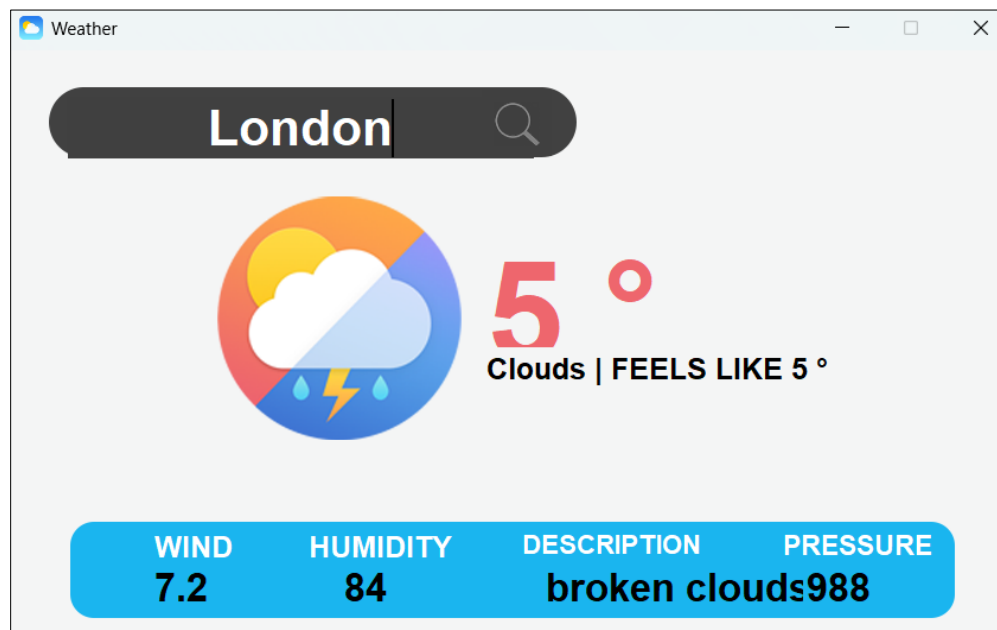 Weather
London
5 °
Clouds | FEELS LIKE 5 °
WIND HUMIDITY DESCRIPTION PRESSURE
7.2 84 broken clouds 988